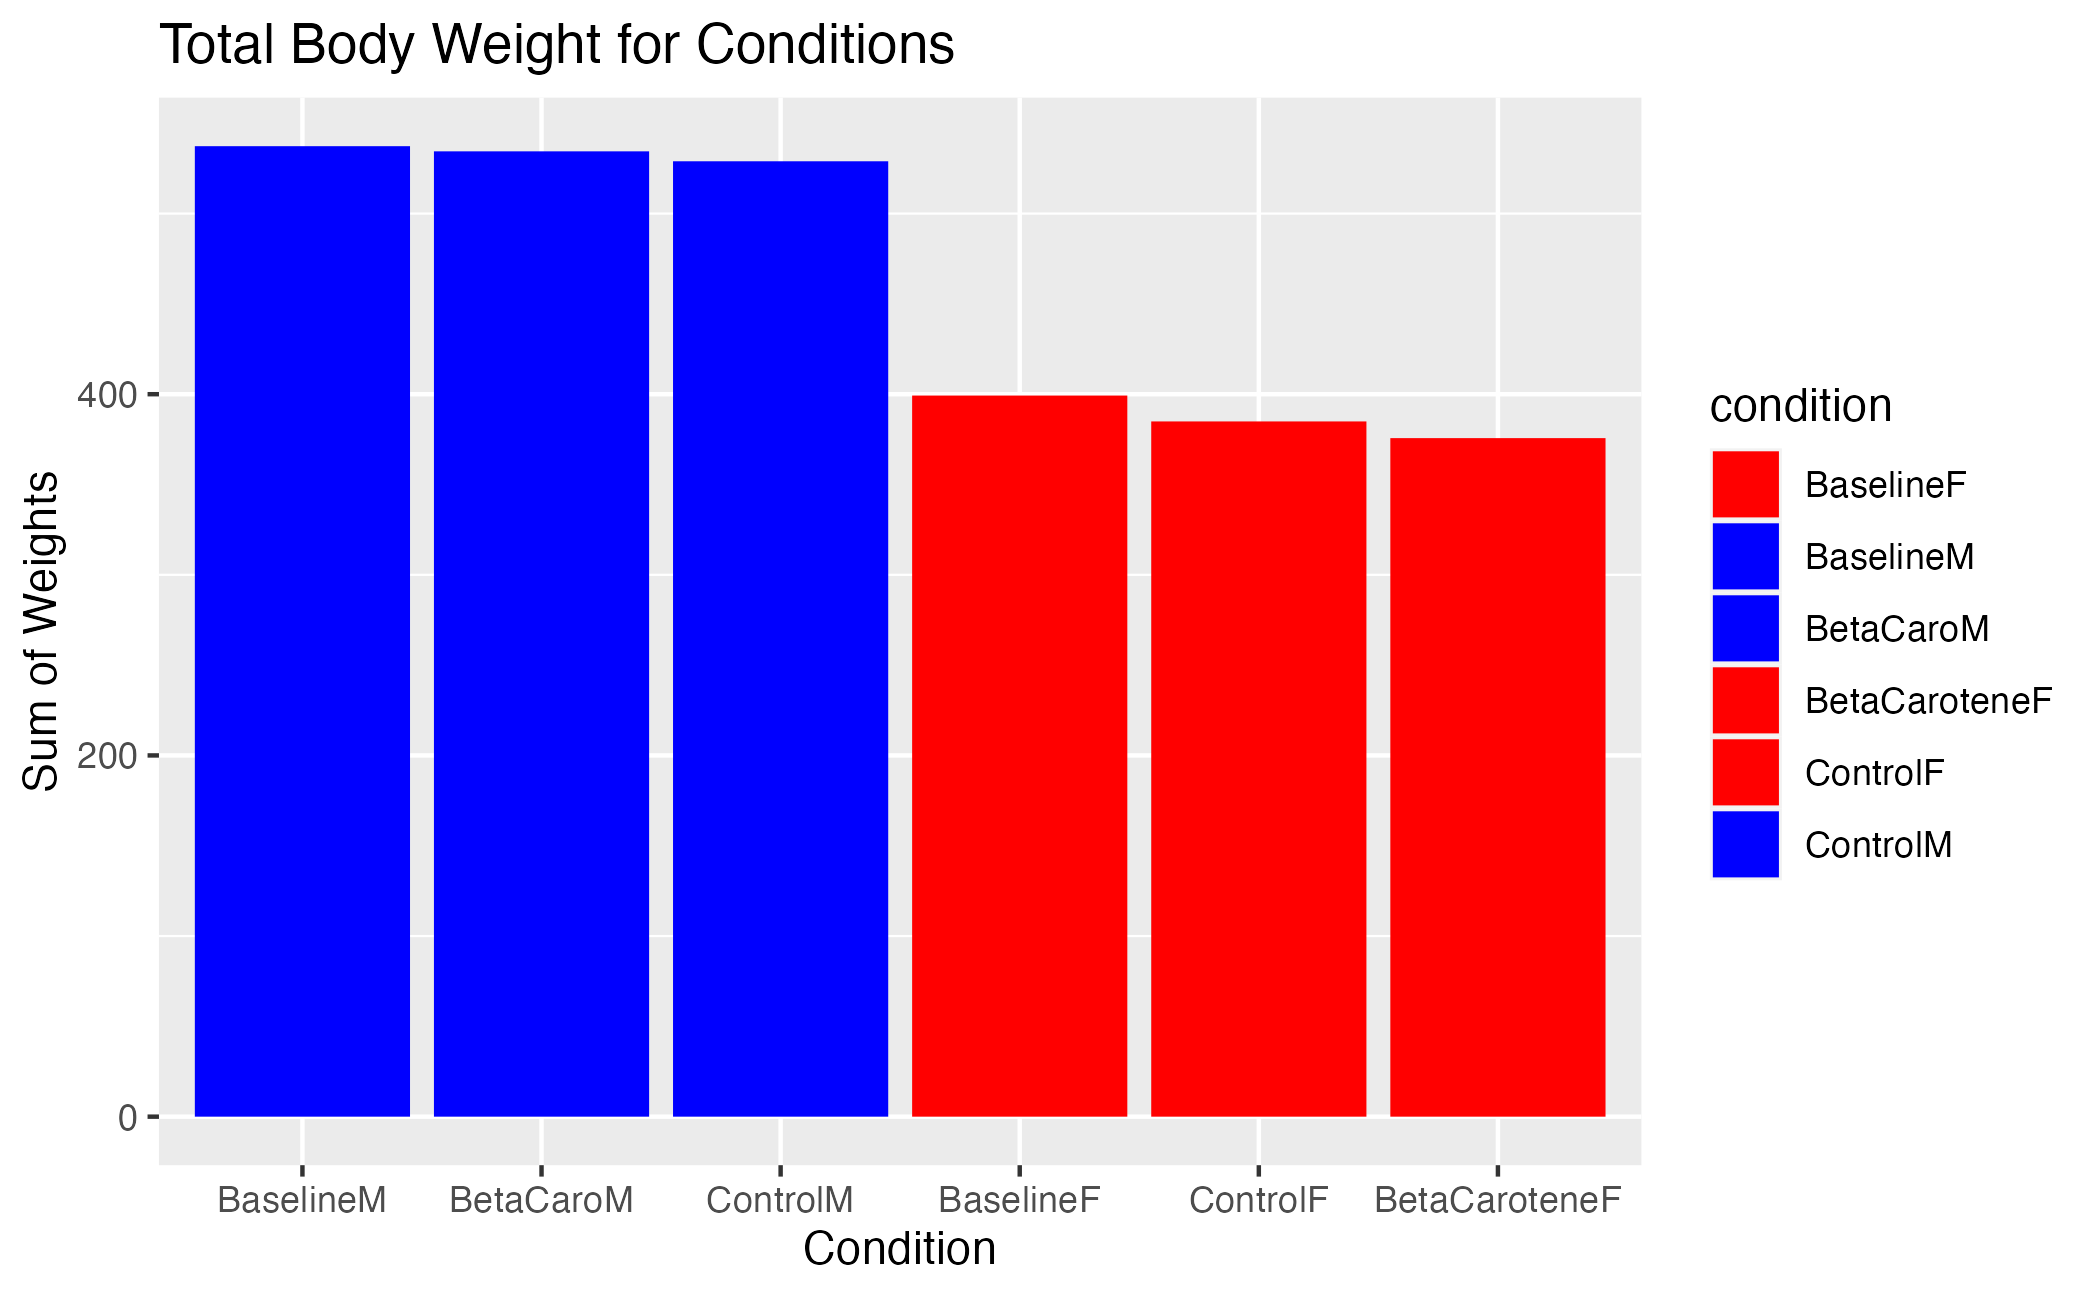 Total Body Weight for Conditions
Sum of Weights
400
200
0
BaselineM BetaCaroM ControlM BaselineF ControlF BetaCaroteneF
Condition
condition
BaselineF
BaselineM
BetaCaroM
BetaCaroteneF
ControlF
ControlM